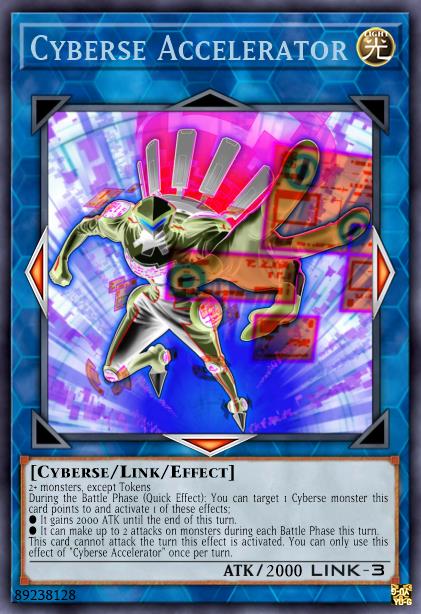 CYBERSE ACCELERATOR
LIGHT
光
[CYBERSE/LINK/EFFECT]
2+ monsters, except Tokens
During the Battle Phase (Quick Effect): You can target 1 Cyberse monster this
card points to and activate 1 of these effects;
● It gains 2000 ATK until the end of this turn.
● It can make up to 2 attacks on monsters during each Battle Phase this turn.
This card cannot attack the turn this effect is activated. You can only use this
effect of "Cyberse Accelerator" once per turn.
ATK/2000 LINK-3
89238128